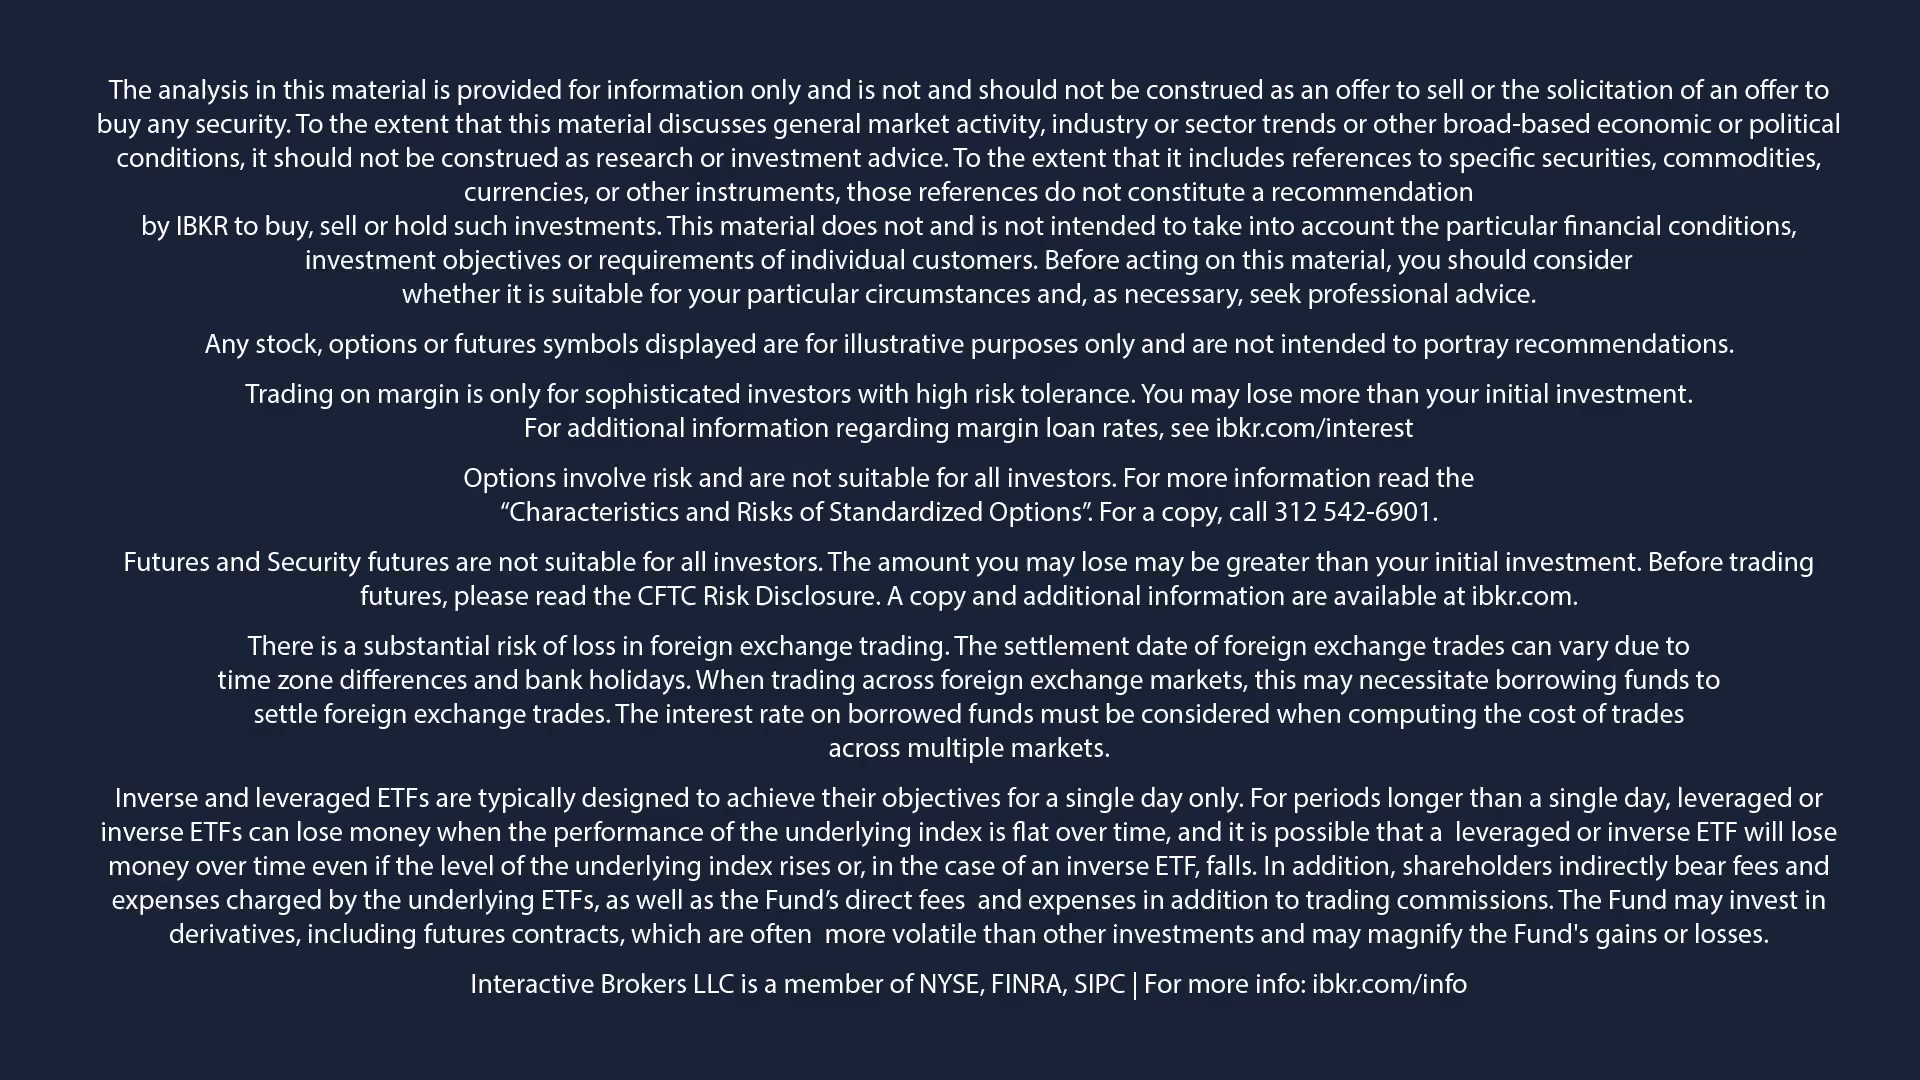 The analysis in this material is provided for information only and is not and should not be construed as an offer to sell or the solicitation of an offer to
buy any security. To the extent that this material discusses general market activity, industry or sector trends or other broad-based economic or political
conditions, it should not be construed as research or investment advice. To the extent that it includes references to specific securities, commodities,
currencies, or other instruments, those references do not constitute a recommendation
by IBKR to buy, sell or hold such investments. This material does not and is not intended to take into account the particular financial conditions,
investment objectives or requirements of individual customers. Before acting on this material, you should consider
whether it is suitable for your particular circumstances and, as necessary, seek professional advice.
Any stock, options or futures symbols displayed are for illustrative purposes only and are not intended to portray recommendations.
Trading on margin is only for sophisticated investors with high risk tolerance. You may lose more than your initial investment.
For additional information regarding margin loan rates, see ibkr.com/interest
Options involve risk and are not suitable for all investors. For more information read the
“Characteristics and Risks of Standardized Options”. For a copy, call 312 542-6901.
Futures and Security futures are not suitable for all investors. The amount you may lose may be greater than your initial investment. Before trading
futures, please read the CFTC Risk Disclosure. A copy and additional information are available at ibkr.com.
There is a substantial risk of loss in foreign exchange trading. The settlement date of foreign exchange trades can vary due to
time zone differences and bank holidays. When trading across foreign exchange markets, this may necessitate borrowing funds to
settle foreign exchange trades. The interest rate on borrowed funds must be considered when computing the cost of trades
across multiple markets.
Inverse and leveraged ETFs are typically designed to achieve their objectives for a single day only. For periods longer than a single day, leveraged or
inverse ETFs can lose money when the performance of the underlying index is flat over time, and it is possible that a  leveraged or inverse ETF will lose
money over time even if the level of the underlying index rises or, in the case of an inverse ETF, falls. In addition, shareholders indirectly bear fees and
expenses charged by the underlying ETFs, as well as the Fund’s direct fees  and expenses in addition to trading commissions. The Fund may invest in
derivatives, including futures contracts, which are often  more volatile than other investments and may magnify the Fund's gains or losses.
Interactive Brokers LLC is a member of NYSE, FINRA, SIPC | For more info: ibkr.com/info